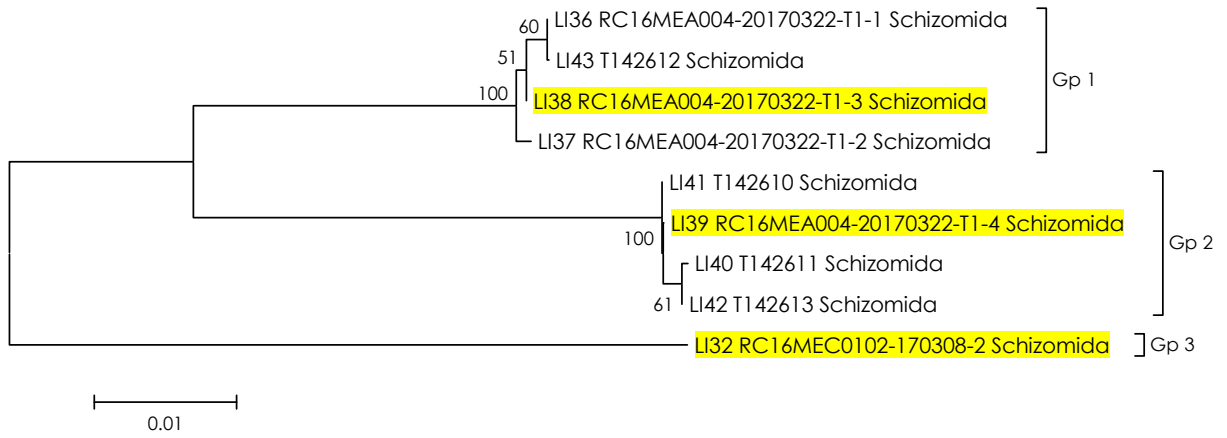 LI36 RC16MEA004-20170322-T1-1 Schizomida
60
LI43 T142612 Schizomida
51
Gp 1
100
LI38 RC16MEA004-20170322-T1-3 Schizomida
LI37 RC16MEA004-20170322-T1-2 Schizomida
LI41 T142610 Schizomida
LI39 RC16MEA004-20170322-T1-4 Schizomida
100
Gp 2
LI40 T142611 Schizomida
61
LI42 T142613 Schizomida
LI32 RC16MEC0102-170308-2 Schizomida
Gp 3
0.01